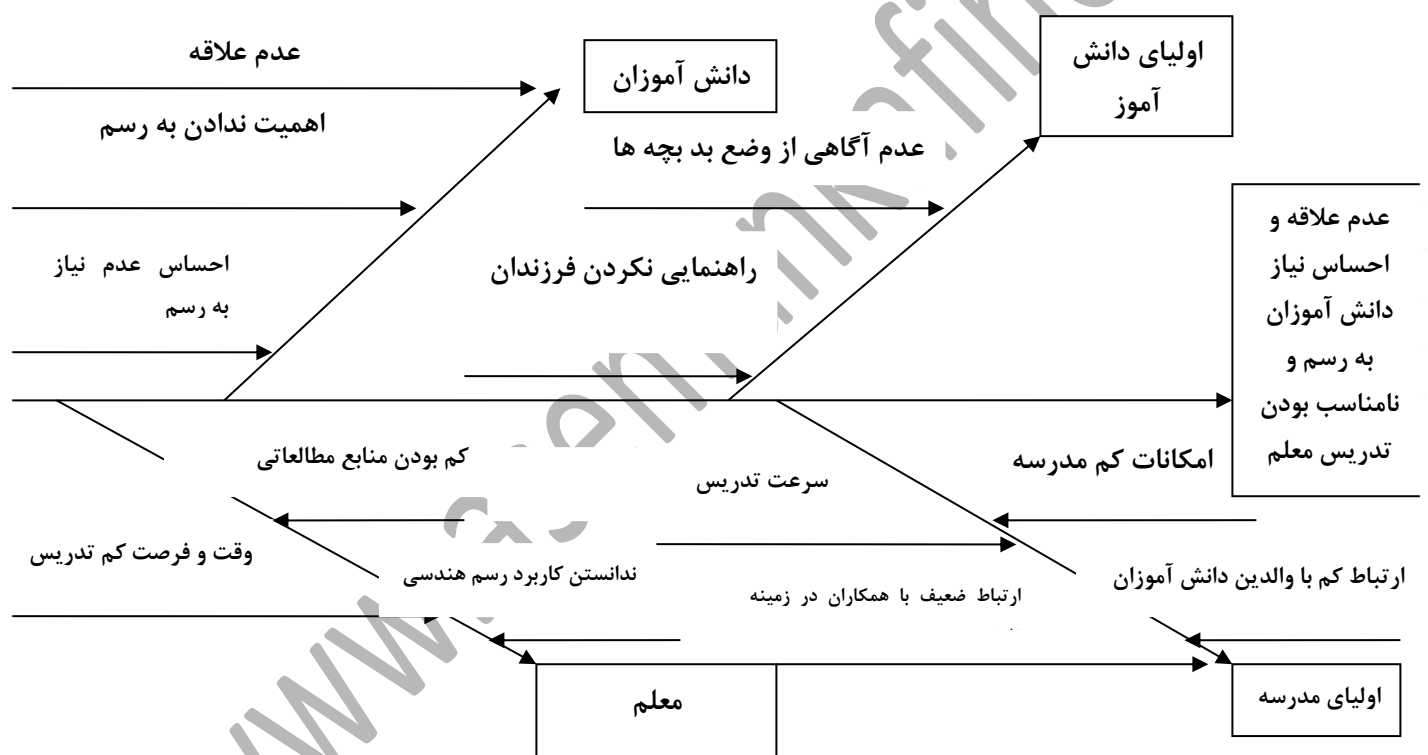 عدم علاقه
دانش آموزان
اولیای دانش
آموز
اهمیت ندادن به رسم
عدم آگاهی از وضع بد بچه ها
احساس عدم نیاز
به رسم
راهنمایی نکردن فرزندان
عدم علاقه و
احساس نیاز
دانش آموزان
به رسم و
نامناسب بودن
تدریس معلم
کم بودن منابع مطالعاتی
سرعت تدریس
امکانات کم مدرسه
وقت و فرصت کم تدریس
ندانستن کاربرد رسم هندسی
ارتباط ضعیف با همکاران در زمینه
ارتباط کم با والدین دانش آموزان
معلم
اولیای مدرسه